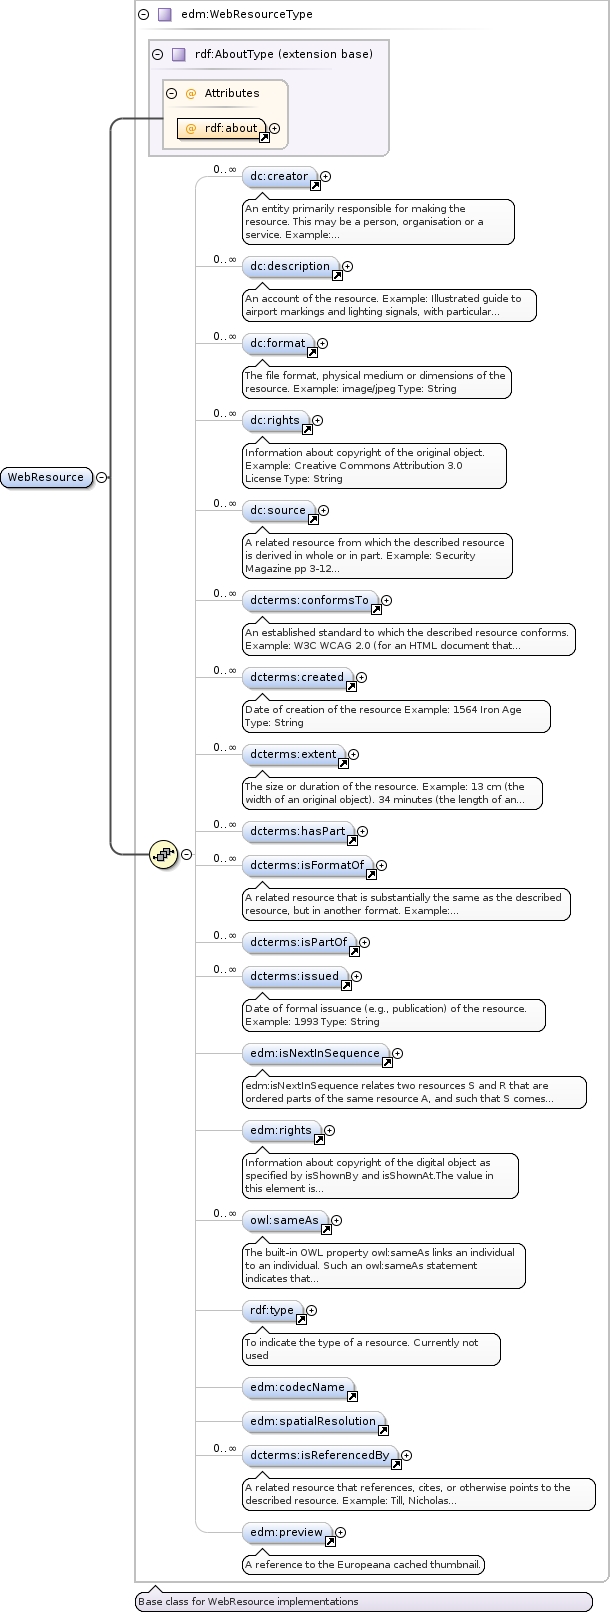 edm:WebResourceType
rdf:AboutType (extension base)
@ Attributes
@ rdf:about
0..∞
dc:creator
An entity primarily responsible for making the
resource. This may be a person, organisation or a
service. Example:...
0..∞
dc:description
An account of the resource. Example: Illustrated guide to
airport markings and lighting signals, with particular...
0..∞
dc:format
The file format, physical medium or dimensions of the
resource. Example: image/jpeg Type: String
0..∞
dc:rights
Information about copyright of the original object.
Example: Creative Commons Attribution 3.0
License Type: String
WebResource
0..∞
dc:source
A related resource from which the described resource
is derived in whole or in part. Example: Security
Magazine pp 3-12...
0..∞
dcterms:conformsTo
An established standard to which the described resource conforms.
Example: W3C WCAG 2.0 (for an HTML document that...
0..∞
dcterms:created
Date of creation of the resource Example: 1564 Iron Age
Type: String
0..∞
dcterms:extent
The size or duration of the resource. Example: 13 cm (the
width of an original object). 34 minutes (the length of an...
0..∞
dcterms:hasPart
0..∞
dcterms:isFormatOf
A related resource that is substantially the same as the described
resource, but in another format. Example:...
0..∞
dcterms:isPartOf
0..∞
dcterms:issued
Date of formal issuance (e.g., publication) of the resource.
Example: 1993 Type: String
edm:isNextInSequence
edm:isNextInSequence relates two resources S and R that are
ordered parts of the same resource A, and such that S comes...
edm:rights
Information about copyright of the digital object as
specified by isShownBy and isShownAt.The value in
this element is...
0..∞
owl:sameAs
The built-in OWL property owl:sameAs links an individual
to an individual. Such an owl:sameAs statement
indicates that...
rdf:type
To indicate the type of a resource. Currently not
used
edm:codecName
edm:spatialResolution
0..∞
dcterms:isReferencedBy
A related resource that references, cites, or otherwise points to the
described resource. Example: Till, Nicholas...
edm:preview
A reference to the Europeana cached thumbnail.
Base class for WebResource implementations